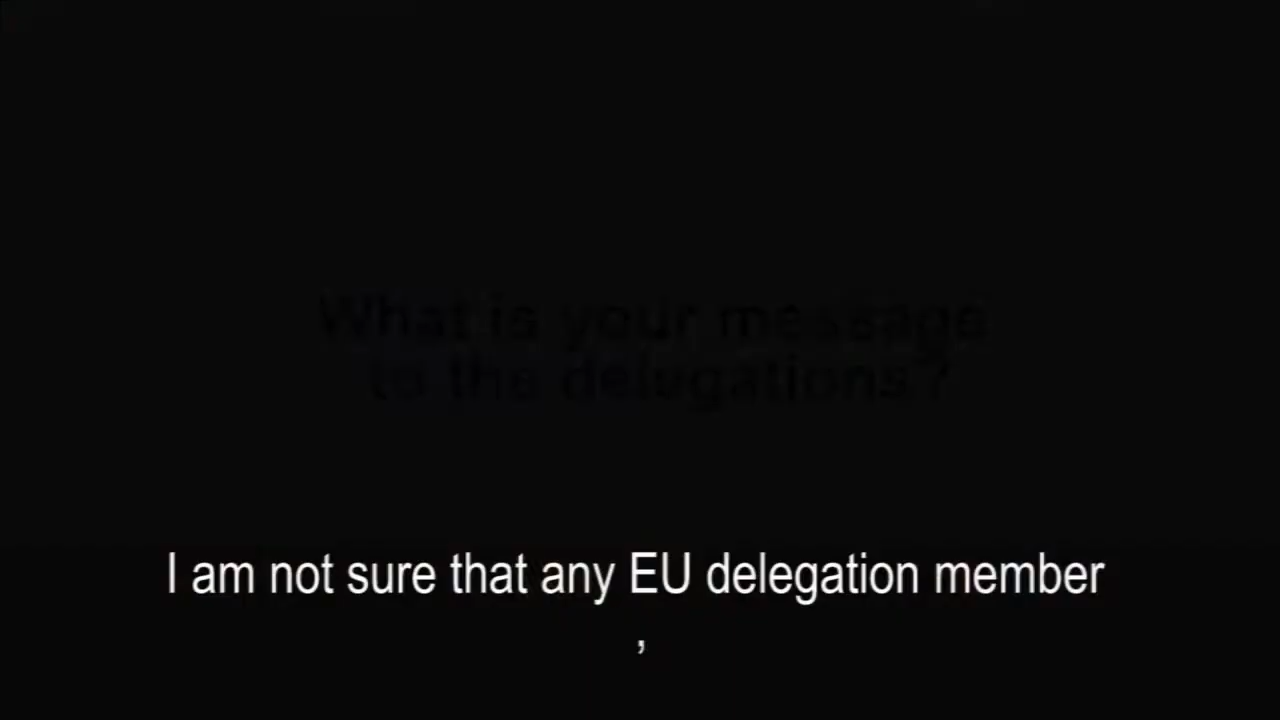 What is your message
to the delegations?
I am not sure that any EU delegation member
,